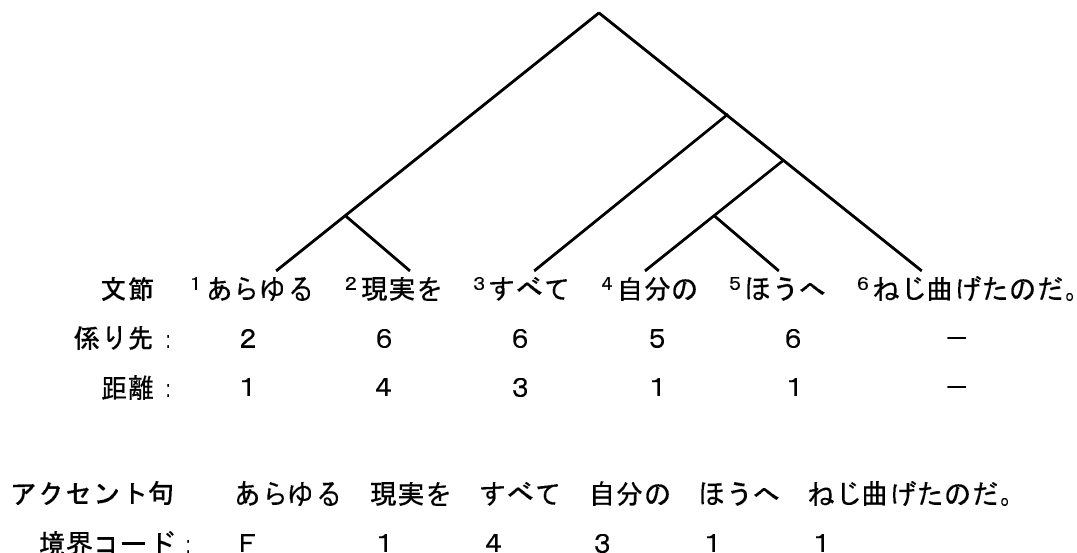 文節 ¹あらゆる ²現実を ³すべて ⁴自分の ⁵ほうへ ⁶ねじ曲げたのだ。
係り先： 2 6 6 5 6 −
距離： 1 4 3 1 1 −
アクセント句 あらゆる 現実を すべて 自分の ほうへ ねじ曲げたのだ。
境界コード： F 1 4 3 1 1